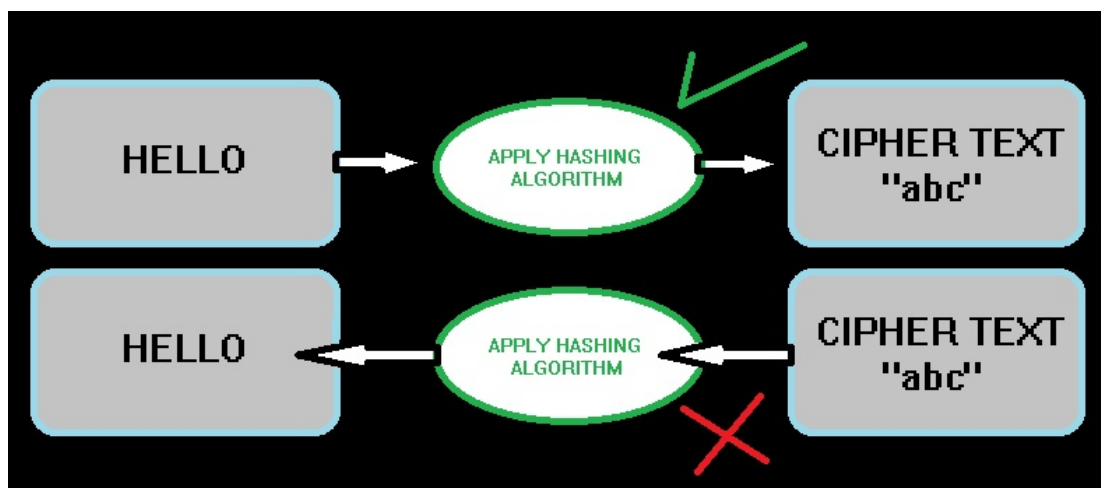 HELLO
APPLY HASHING
ALGORITHM
CIPHER TEXT
"abc"
HELLO
APPLY HASHING
ALGORITHM
CIPHER TEXT
"abc"